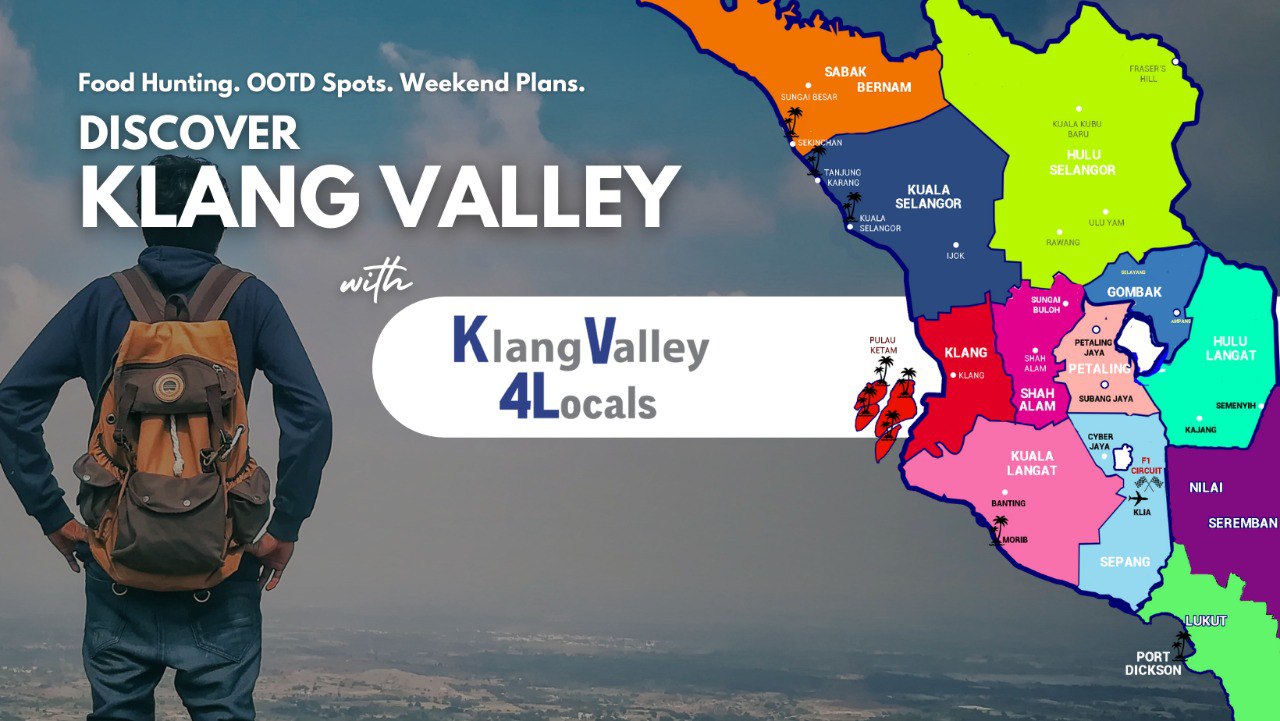 Food Hunting. OOTD Spots. Weekend Plans.
DISCOVER
KLANG VALLEY
with
KlangValley
4Locals
SABAK
BERNAM
SUNGAI BESAR
SEKINCHAN
TANJUNG
KARANG
KUALA
SELANGOR
KUALA
SELANGOR
IJOK
FRASER'S
HILL
KUALA KUBU
BARU
HULU
SELANGOR
ULU YAM
RAWANG
SELAYANG
GOMBAK
AMPANG
HULU
LANGAT
SEMENYIH
KAJANG
SUNGAI
BULOH
SHAH
ALAM
SHAH
ALAM
PETALING
JAYA
PETALING
SUBANG JAYA
PULAU
KETAM
KLANG
KLANG
KUALA
LANGAT
BANTING
MORIB
CYBER
JAYA
F1
CIRCUIT
KLIA
SEPANG
NILAI
SEREMBAN
LUKUT
PORT
DICKSON